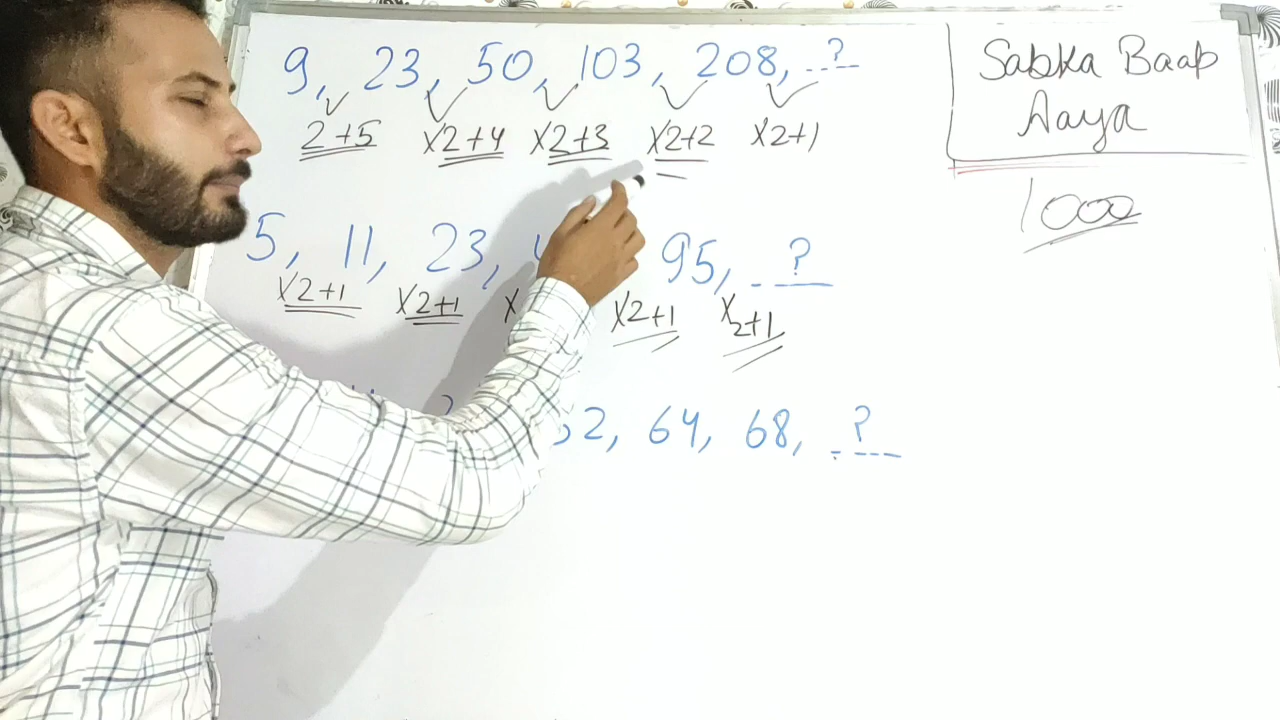 9, 23, 50, 103, 208, --?--
2+5 x2+4 x2+3 x2+2 x2+1
Sabka Baap
Aaya
1000
5, 11, 23, 95, - ?
x2+1 x2+1 x x2+1 x2+1
52, 64, 68, ?